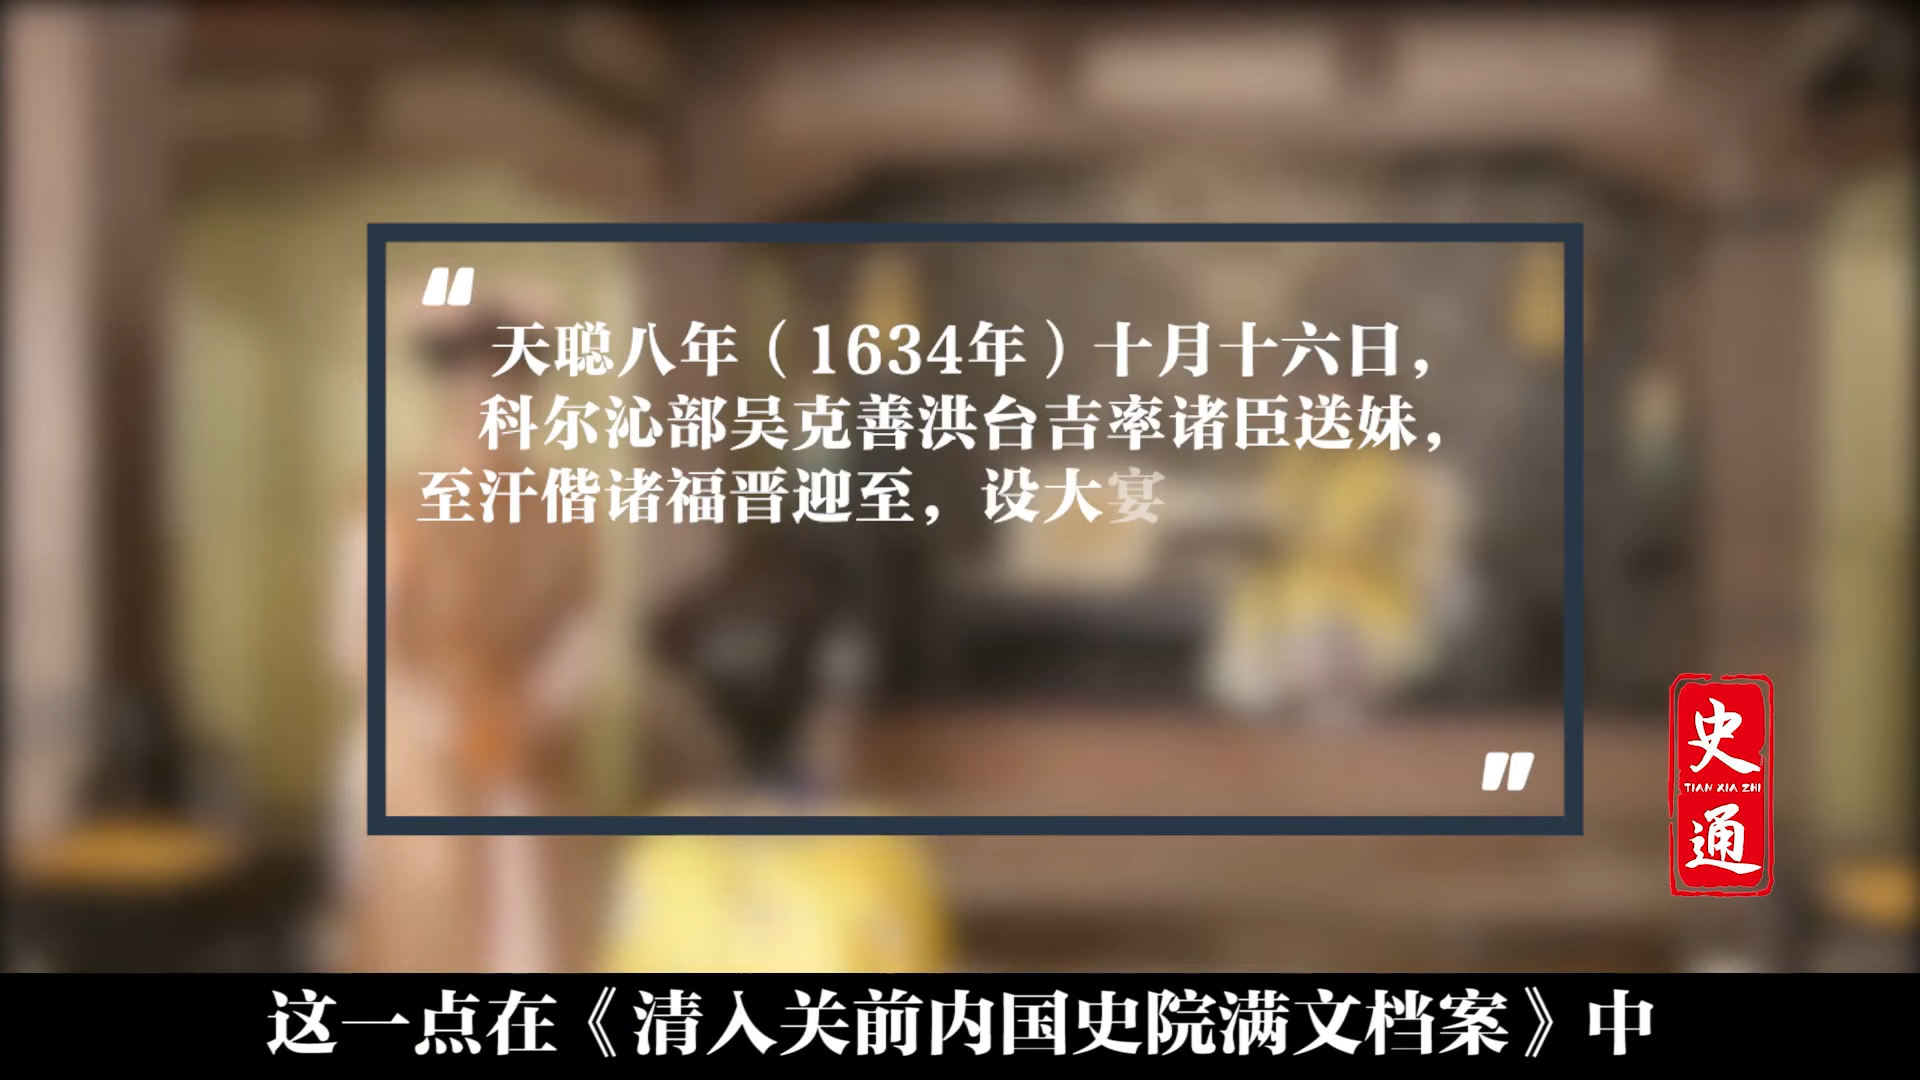 天聪八年（1634年）十月十六日，
科尔沁部吴克善洪台吉率诸臣送妹，
至汗偕诸福晋迎至，设大宴
史
TIAN XIA ZHI
通
这一点在《清入关前内国史院满文档案》中